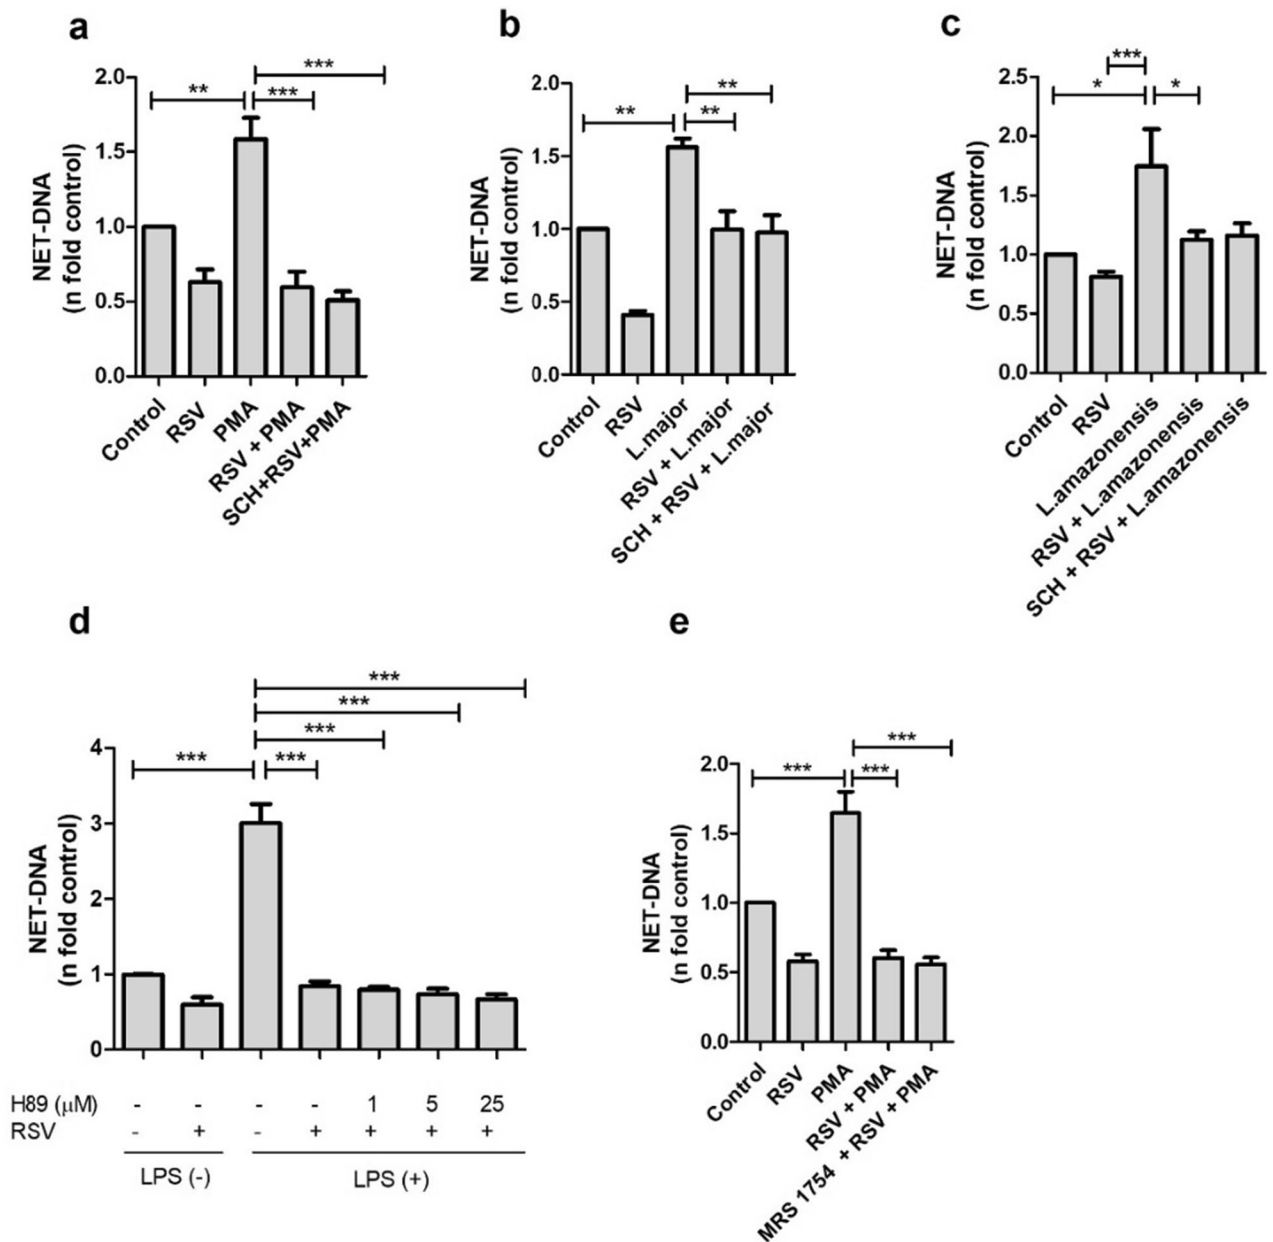 a
***
**
***
2.0
1.5
1.0
0.5
0.0
NET-DNA
(n fold control)
Control
RSV
PMA
RSV + PMA
SCH+RSV+PMA
b
**
**
**
2.0
1.5
1.0
0.5
0.0
NET-DNA
(n fold control)
Control
RSV
L.major
RSV + L.major
SCH + RSV + L.major
c
***
*
*
2.5
2.0
1.5
1.0
0.5
0.0
NET-DNA
(n fold control)
Control
RSV
L.amazonensis
RSV + L.amazonensis
SCH + RSV + L.amazonensis
d
***
***
***
***
***
4
3
2
1
0
NET-DNA
(n fold control)
H89 (µM) - - - - 1 5 25
RSV - + - + + + +
LPS (-) LPS (+)
e
***
***
***
2.0
1.5
1.0
0.5
0.0
NET-DNA
(n fold control)
Control
RSV
PMA
RSV + PMA
MRS 1754 + RSV + PMA